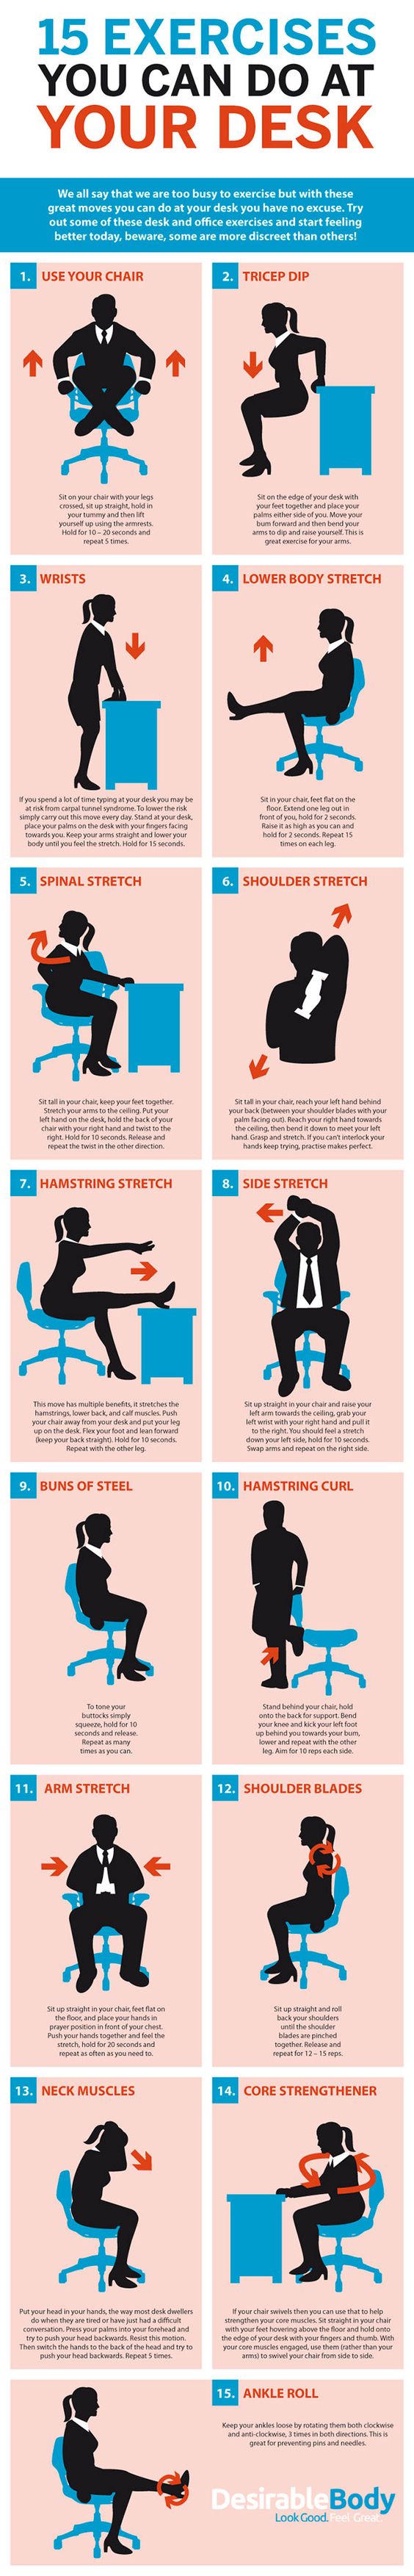 15 EXERCISES
YOU CAN DO AT
YOUR DESK
We all say that we are too busy to exercise but with these
great moves you can do at your desk you have no excuse. Try
out some of these desk and office exercises and start feeling
better today, beware, some are more discreet than others!
1. USE YOUR CHAIR
Sit on your chair with your legs
crossed, sit up straight, hold in
your tummy and then lift
yourself up using the armrests.
Hold for 10 – 20 seconds and
repeat 5 times.
2. TRICEP DIP
Sit on the edge of your desk with
your feet together and place your
palms either side of you. Move your
bum forward and then bend your
arms to dip and raise yourself. This is
great exercise for your arms.
3. WRISTS
If you spend a lot of time typing at your desk you may be
at risk from carpal tunnel syndrome. To lower the risk
simply carry out this move every day. Stand at your desk,
place your palms on the desk with your fingers facing
towards you. Keep your arms straight and lower your
body until you feel the stretch. Hold for 15 seconds.
4. LOWER BODY STRETCH
Sit in your chair, feet flat on the
floor. Extend one leg out in
front of you, hold for 2 seconds.
Raise it as high as you can and
hold for 2 seconds. Repeat 15
times on each leg.
5. SPINAL STRETCH
Sit tall in your chair, keep your feet together.
Stretch your arms to the ceiling. Put your
left hand on the desk, hold the back of your
chair with your right hand and twist to the
right. Hold for 10 seconds. Release and
repeat the twist in the other direction.
6. SHOULDER STRETCH
Sit tall in your chair, reach your left hand behind
your back (between your shoulder blades with your
palm facing out). Reach your right hand towards
the ceiling, then bend it down to meet your left
hand. Grasp and stretch. If you can't interlock your
hands keep trying, practise makes perfect.
7. HAMSTRING STRETCH
This move has multiple benefits, it stretches the
hamstrings, lower back, and calf muscles. Push
your chair away from your desk and put your leg
up on the desk. Flex your foot and lean forward
(keep your back straight). Hold for 10 seconds.
Repeat with the other leg.
8. SIDE STRETCH
Sit up straight in your chair and raise your
left arm towards the ceiling, grab your
left wrist with your right hand and pull it
to the right. You should feel a stretch
down your left side, hold for 10 seconds.
Swap arms and repeat on the right side.
9. BUNS OF STEEL
To tone your
buttocks simply
squeeze, hold for 10
seconds and release.
Repeat as many
times as you can.
10. HAMSTRING CURL
Stand behind your chair, hold
onto the back for support. Bend
your knee and kick your left foot
up behind you towards your bum,
lower and repeat with the other
leg. Aim for 10 reps each side.
11. ARM STRETCH
Sit up straight in your chair, feet flat on
the floor, and place your hands in
prayer position in front of your chest.
Push your hands together and feel the
stretch, hold for 20 seconds and
repeat as often as you need to.
12. SHOULDER BLADES
Sit up straight and roll
back your shoulders
until the shoulder
blades are pinched
together. Release and
repeat for 12 – 15 reps.
13. NECK MUSCLES
Put your head in your hands, the way most desk dwellers
do when they are tired or have just had a difficult
conversation. Press your palms into your forehead and
try to push your head backwards. Resist this motion.
Then switch the hands to the back of the head and try to
push your head backwards. Repeat 5 times.
14. CORE STRENGTHENER
If your chair swivels then you can use that to help
strengthen your core muscles. Sit straight in your chair
with your feet hovering above the floor and hold onto
the edge of your desk with your fingers and thumb. With
your core muscles engaged, use them (rather than your
arms) to swivel your chair from side to side.
15. ANKLE ROLL
Keep your ankles loose by rotating them both clockwise
and anti-clockwise, 3 times in both directions. This is
great for preventing pins and needles.
DesirableBody
Look Good. Feel Great.